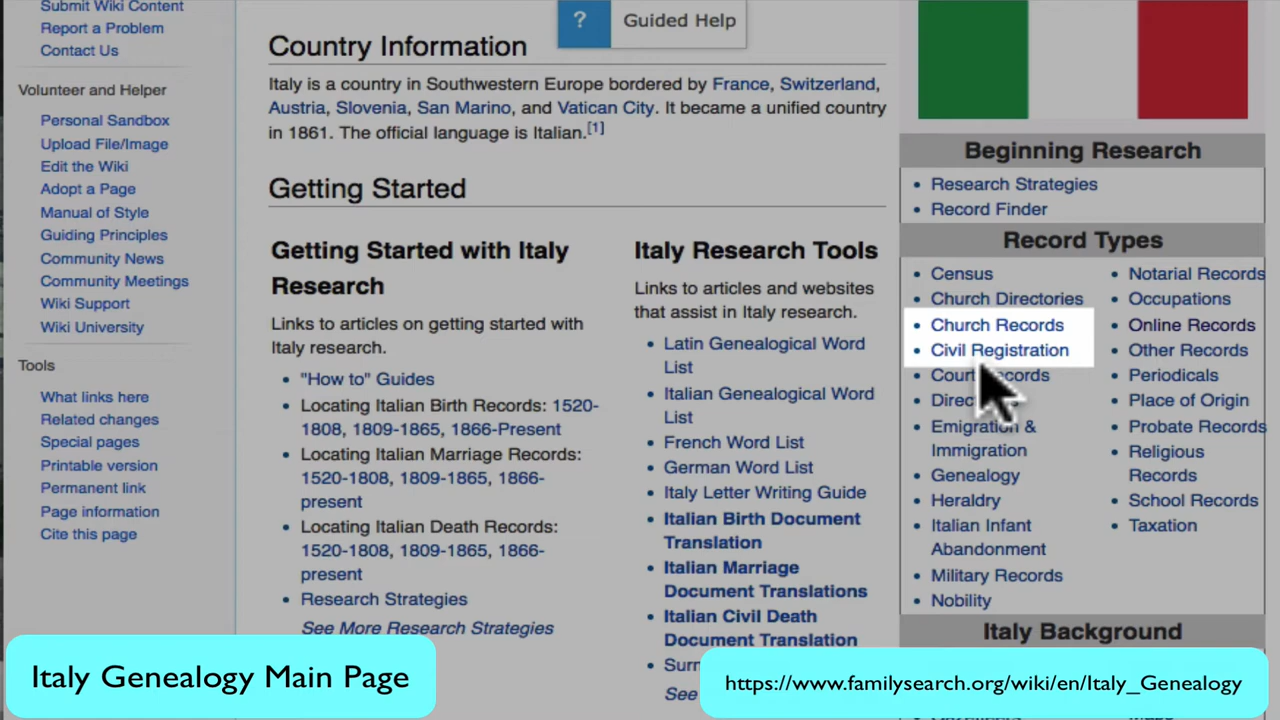 Submit Wiki Content
Report a Problem
Contact Us
Volunteer and Helper
Personal Sandbox
Upload File/Image
Edit the Wiki
Adopt a Page
Manual of Style
Guiding Principles
Community News
Community Meetings
Wiki Support
Wiki University
Tools
What links here
Related changes
Special pages
Printable version
Permanent link
Page information
Cite this page
? Guided Help
Country Information
Italy is a country in Southwestern Europe bordered by France, Switzerland,
Austria, Slovenia, San Marino, and Vatican City. It became a unified country
in 1861. The official language is Italian.[1]
Getting Started
Getting Started with Italy
Research
Links to articles on getting started with
Italy research.
• "How to" Guides
• Locating Italian Birth Records: 1520-
1808, 1809-1865, 1866-Present
• Locating Italian Marriage Records:
1520-1808, 1809-1865, 1866-
present
• Locating Italian Death Records:
1520-1808, 1809-1865, 1866-
present
• Research Strategies
See More Research Strategies
Italy Research Tools
Links to articles and websites
that assist in Italy research.
• Latin Genealogical Word
List
• Italian Genealogical Word
List
• French Word List
• German Word List
• Italy Letter Writing Guide
• Italian Birth Document
Translation
• Italian Marriage
Document Translations
• Italian Civil Death
Document Translation
See
Beginning Research
• Research Strategies
• Record Finder
Record Types
• Census
• Church Directories
• Church Records
• Civil Registration
• Court Records
• Emigration &
Immigration
• Genealogy
• Heraldry
• Italian Infant
Abandonment
• Military Records
• Nobility
• Notarial Records
• Occupations
• Online Records
• Other Records
• Periodicals
• Place of Origin
• Probate Records
• Religious
Records
• School Records
• Taxation
Italy Background
Italy Genealogy Main Page
https://www.familysearch.org/wiki/en/Italy_Genealogy